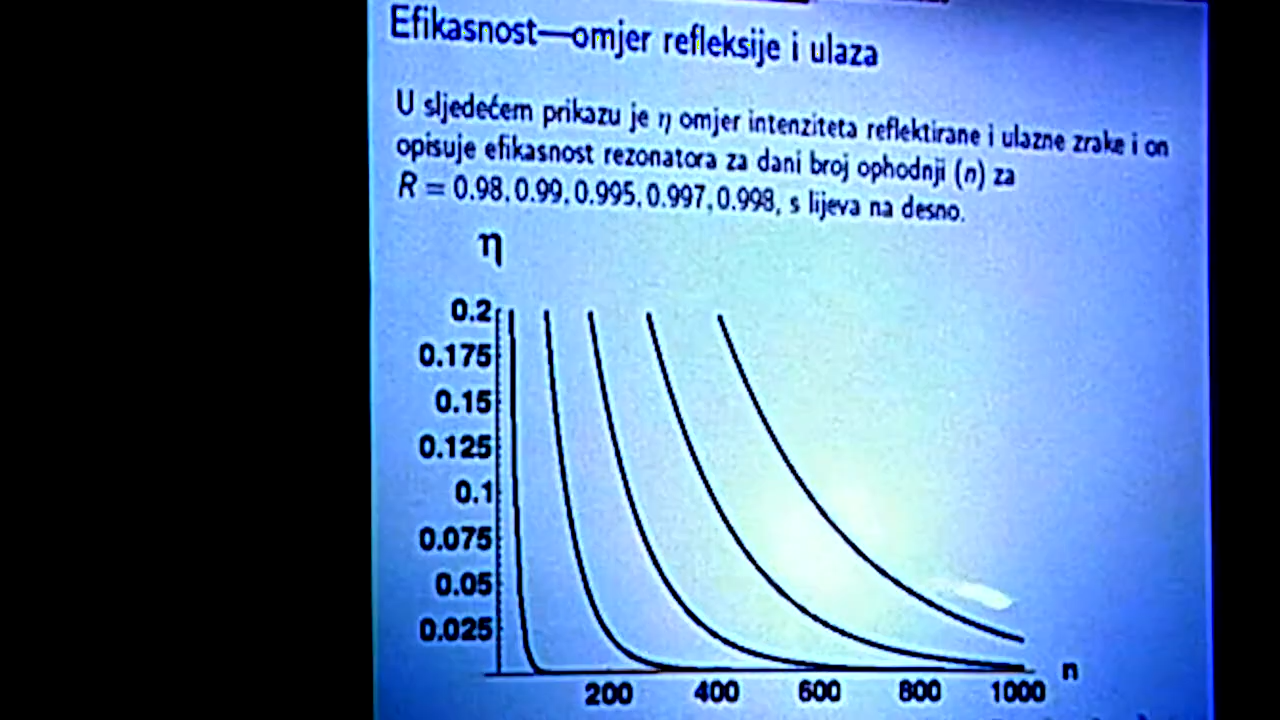 Efikasnost—omjer refleksije i ulaza
U sljedećem prikazu je η omjer intenziteta reflektirane i ulazne zrake i on
opisuje efikasnost rezonatora za dani broj ophodnji (n) za
R = 0.98, 0.99, 0.995, 0.997, 0.998, s lijeva na desno.
η
0.2
0.175
0.15
0.125
0.1
0.075
0.05
0.025
200 400 600 800 1000 n